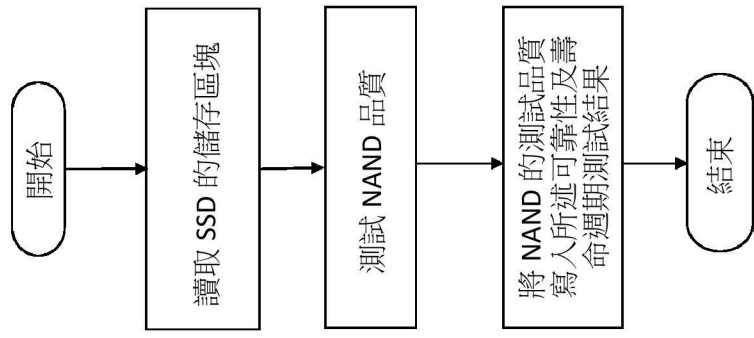 開始
讀取 SSD 的儲存區塊
測試 NAND 品質
將 NAND 的測試品質
寫入所述可靠性及壽
命週期測試結果
結束